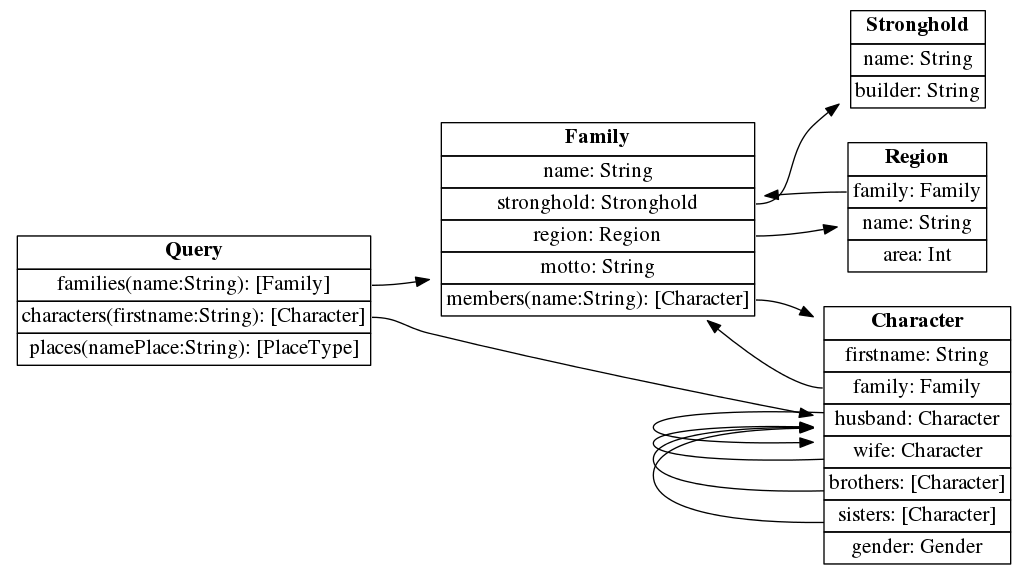 Query
families(name:String): [Family]
characters(firstname:String): [Character]
places(namePlace:String): [PlaceType]
Family
name: String
stronghold: Stronghold
region: Region
motto: String
members(name:String): [Character]
Stronghold
name: String
builder: String
Region
family: Family
name: String
area: Int
Character
firstname: String
family: Family
husband: Character
wife: Character
brothers: [Character]
sisters: [Character]
gender: Gender